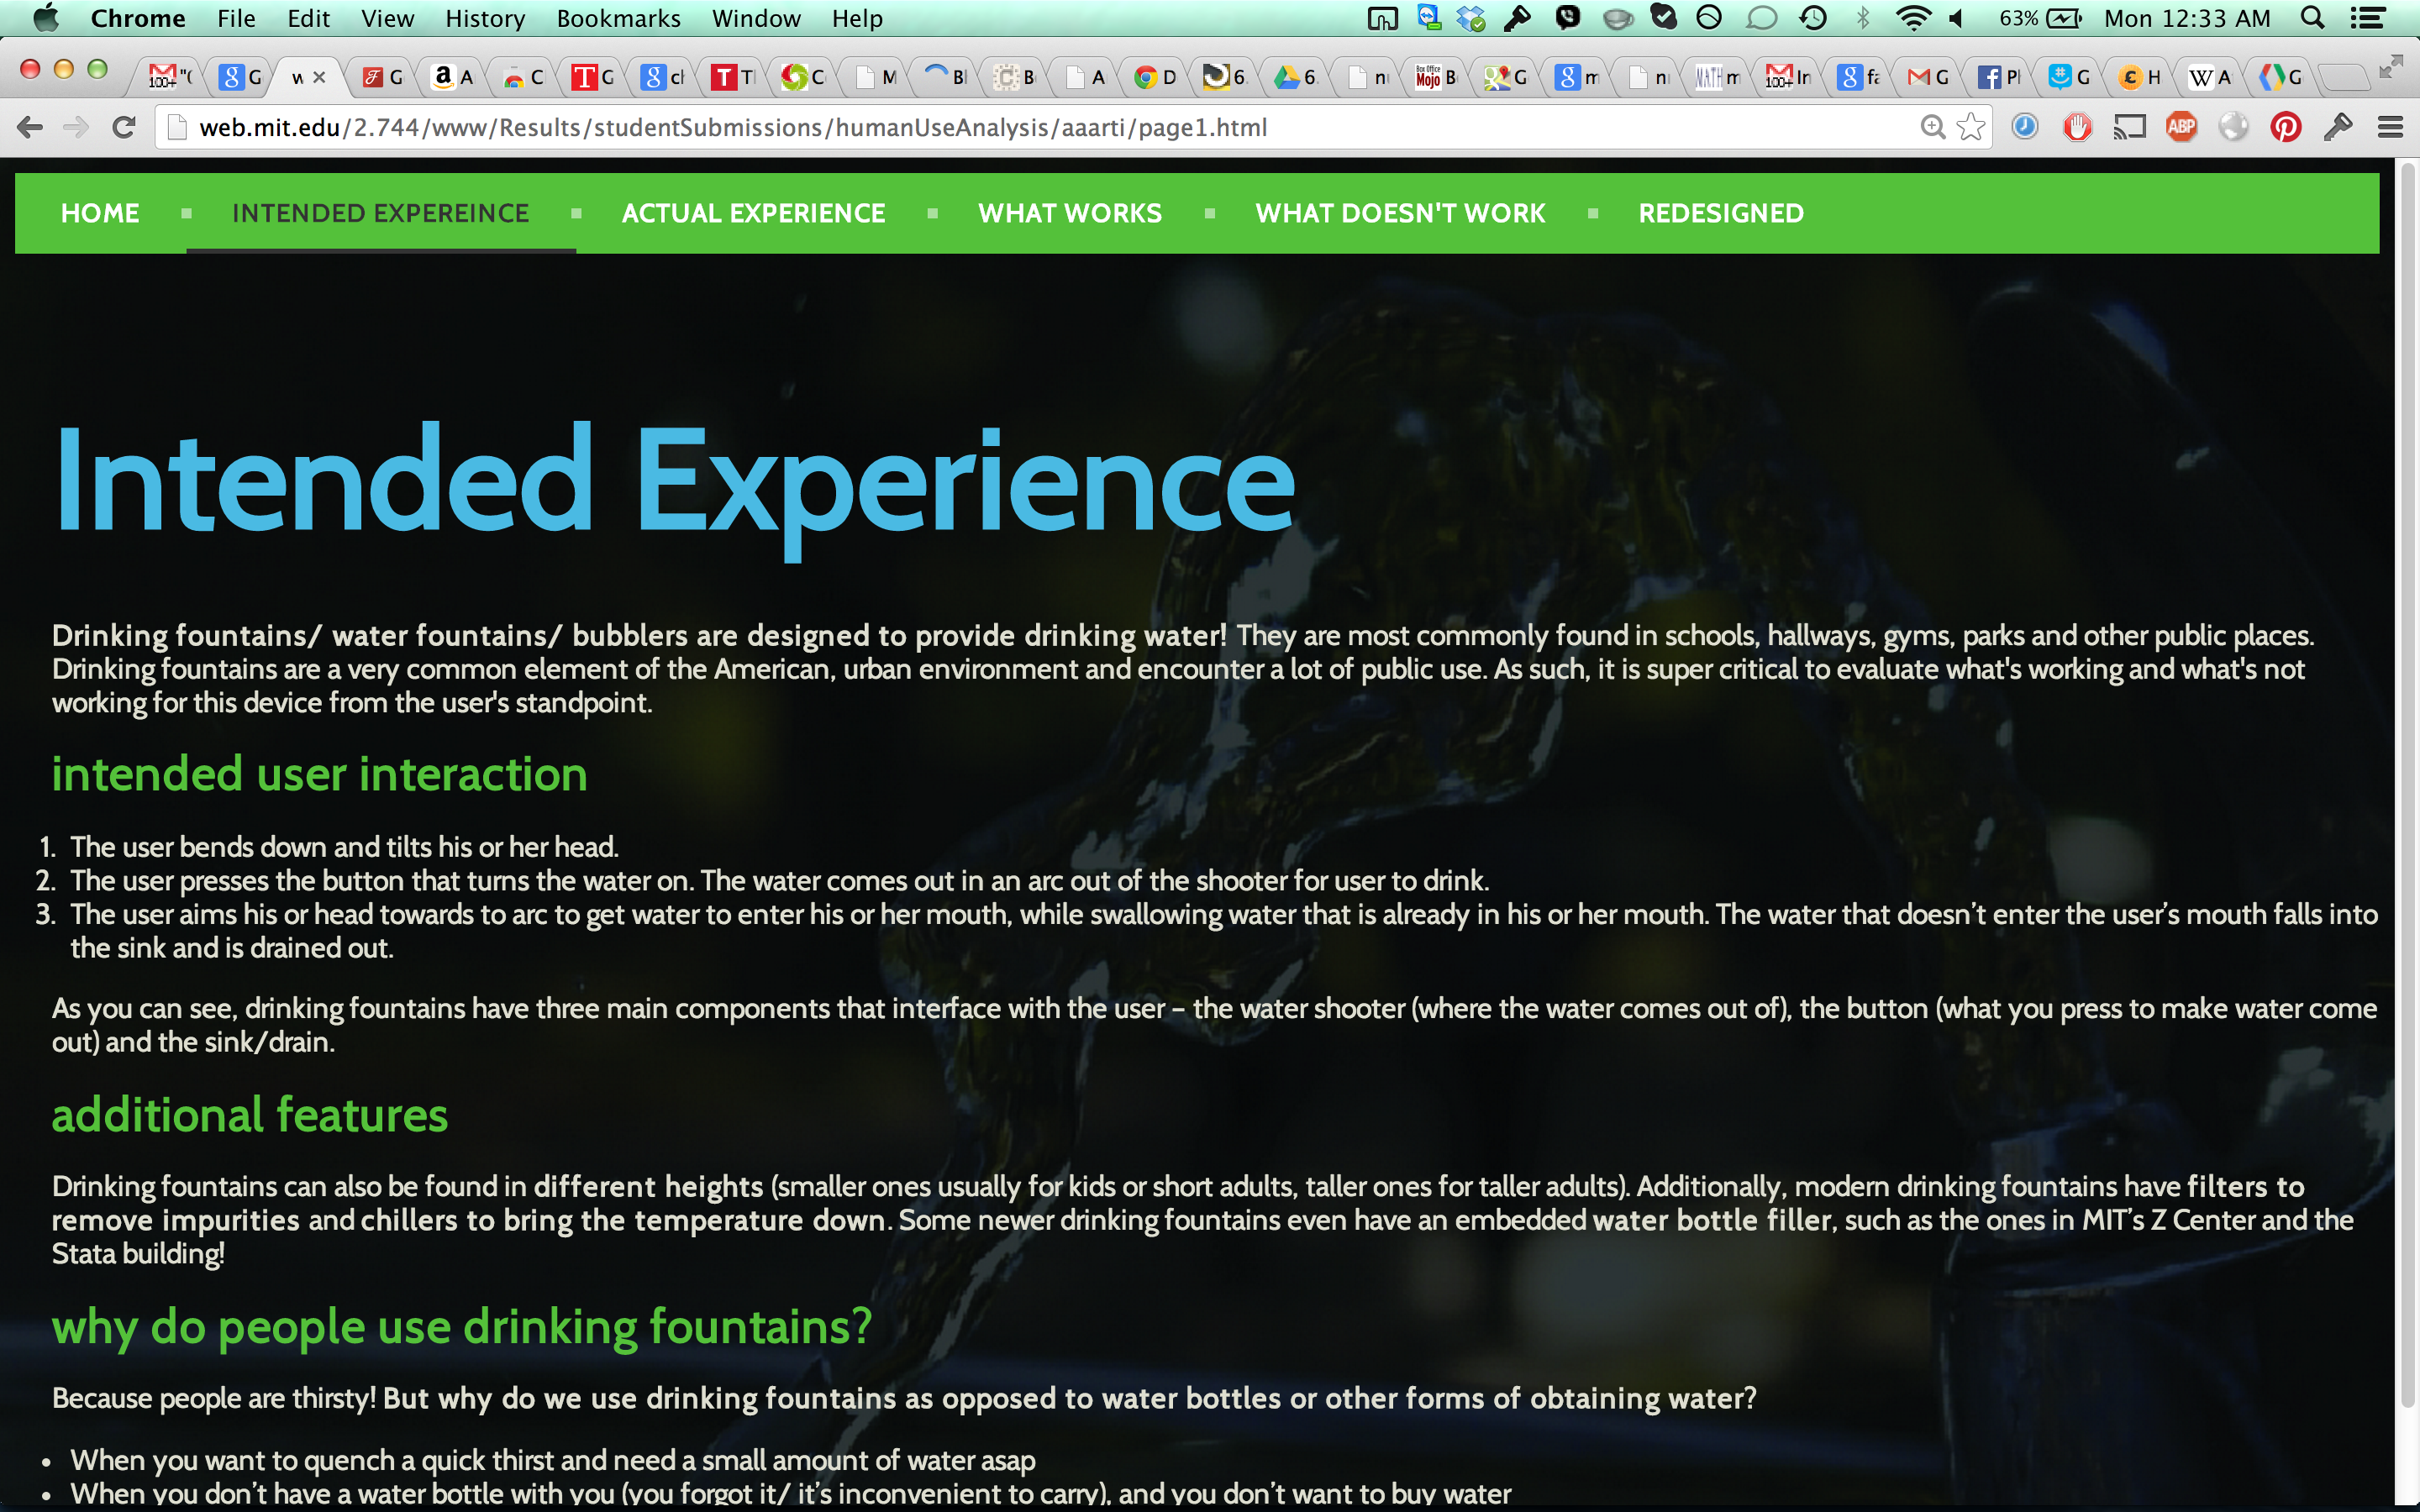 Chrome File Edit View History Bookmarks Window Help 63% Mon 12:33 AM
"( G w G A C G cl T C M Bl B A D 6. 6. n B G m n m In fa G Pl G H A G
web.mit.edu/2.744/www/Results/studentSubmissions/humanUseAnalysis/aaarti/page1.html ABP
HOME INTENDED EXPEREINCE ACTUAL EXPERIENCE WHAT WORKS WHAT DOESN'T WORK REDESIGNED
Intended Experience
Drinking fountains/ water fountains/ bubblers are designed to provide drinking water! They are most commonly found in schools, hallways, gyms, parks and other public places.
Drinking fountains are a very common element of the American, urban environment and encounter a lot of public use. As such, it is super critical to evaluate what's working and what's not
working for this device from the user's standpoint.
intended user interaction
1. The user bends down and tilts his or her head.
2. The user presses the button that turns the water on. The water comes out in an arc out of the shooter for user to drink.
3. The user aims his or head towards to arc to get water to enter his or her mouth, while swallowing water that is already in his or her mouth. The water that doesn’t enter the user’s mouth falls into
the sink and is drained out.
As you can see, drinking fountains have three main components that interface with the user – the water shooter (where the water comes out of), the button (what you press to make water come
out) and the sink/drain.
additional features
Drinking fountains can also be found in different heights (smaller ones usually for kids or short adults, taller ones for taller adults). Additionally, modern drinking fountains have filters to
remove impurities and chillers to bring the temperature down. Some newer drinking fountains even have an embedded water bottle filler, such as the ones in MIT’s Z Center and the
Stata building!
why do people use drinking fountains?
Because people are thirsty! But why do we use drinking fountains as opposed to water bottles or other forms of obtaining water?
• When you want to quench a quick thirst and need a small amount of water asap
• When you don’t have a water bottle with you (you forgot it/ it’s inconvenient to carry), and you don’t want to buy water